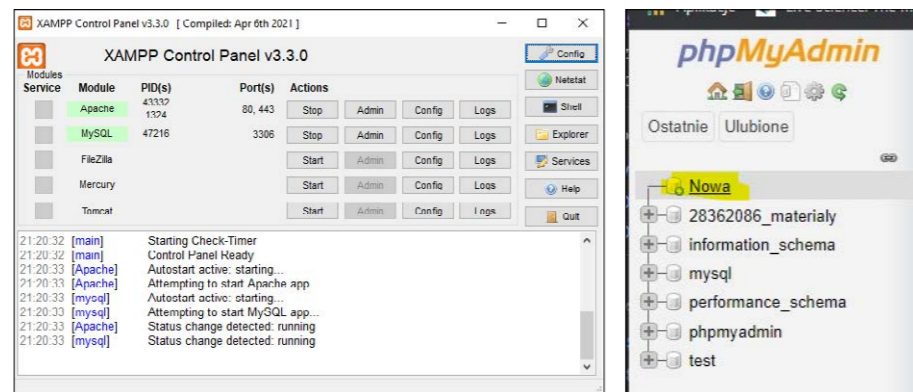 XAMPP Control Panel v3.3.0 [ Compiled: Apr 6th 2021 ]
XAMPP Control Panel v3.3.0
Config
Modules
Service Module PID(s) Port(s) Actions
Netstat
Apache 43332 1324 80, 443 Stop Admin Config Logs
Shell
MySQL 47216 3306 Stop Admin Config Logs
Explorer
FileZilla Start Admin Config Logs
Services
Mercury Start Admin Config Logs
Help
Tomcat Start Admin Config Logs
Quit
21:20:32 [main] Starting Check-Timer
21:20:32 [main] Control Panel Ready
21:20:33 [Apache] Autostart active: starting...
21:20:33 [Apache] Attempting to start Apache app
21:20:33 [mysql] Autostart active: starting...
21:20:33 [mysql] Attempting to start MySQL app...
21:20:33 [Apache] Status change detected: running
21:20:33 [mysql] Status change detected: running
phpMyAdmin
Ostatnie Ulubione
Nowa
28362086_materialy
information_schema
mysql
performance_schema
phpmyadmin
test